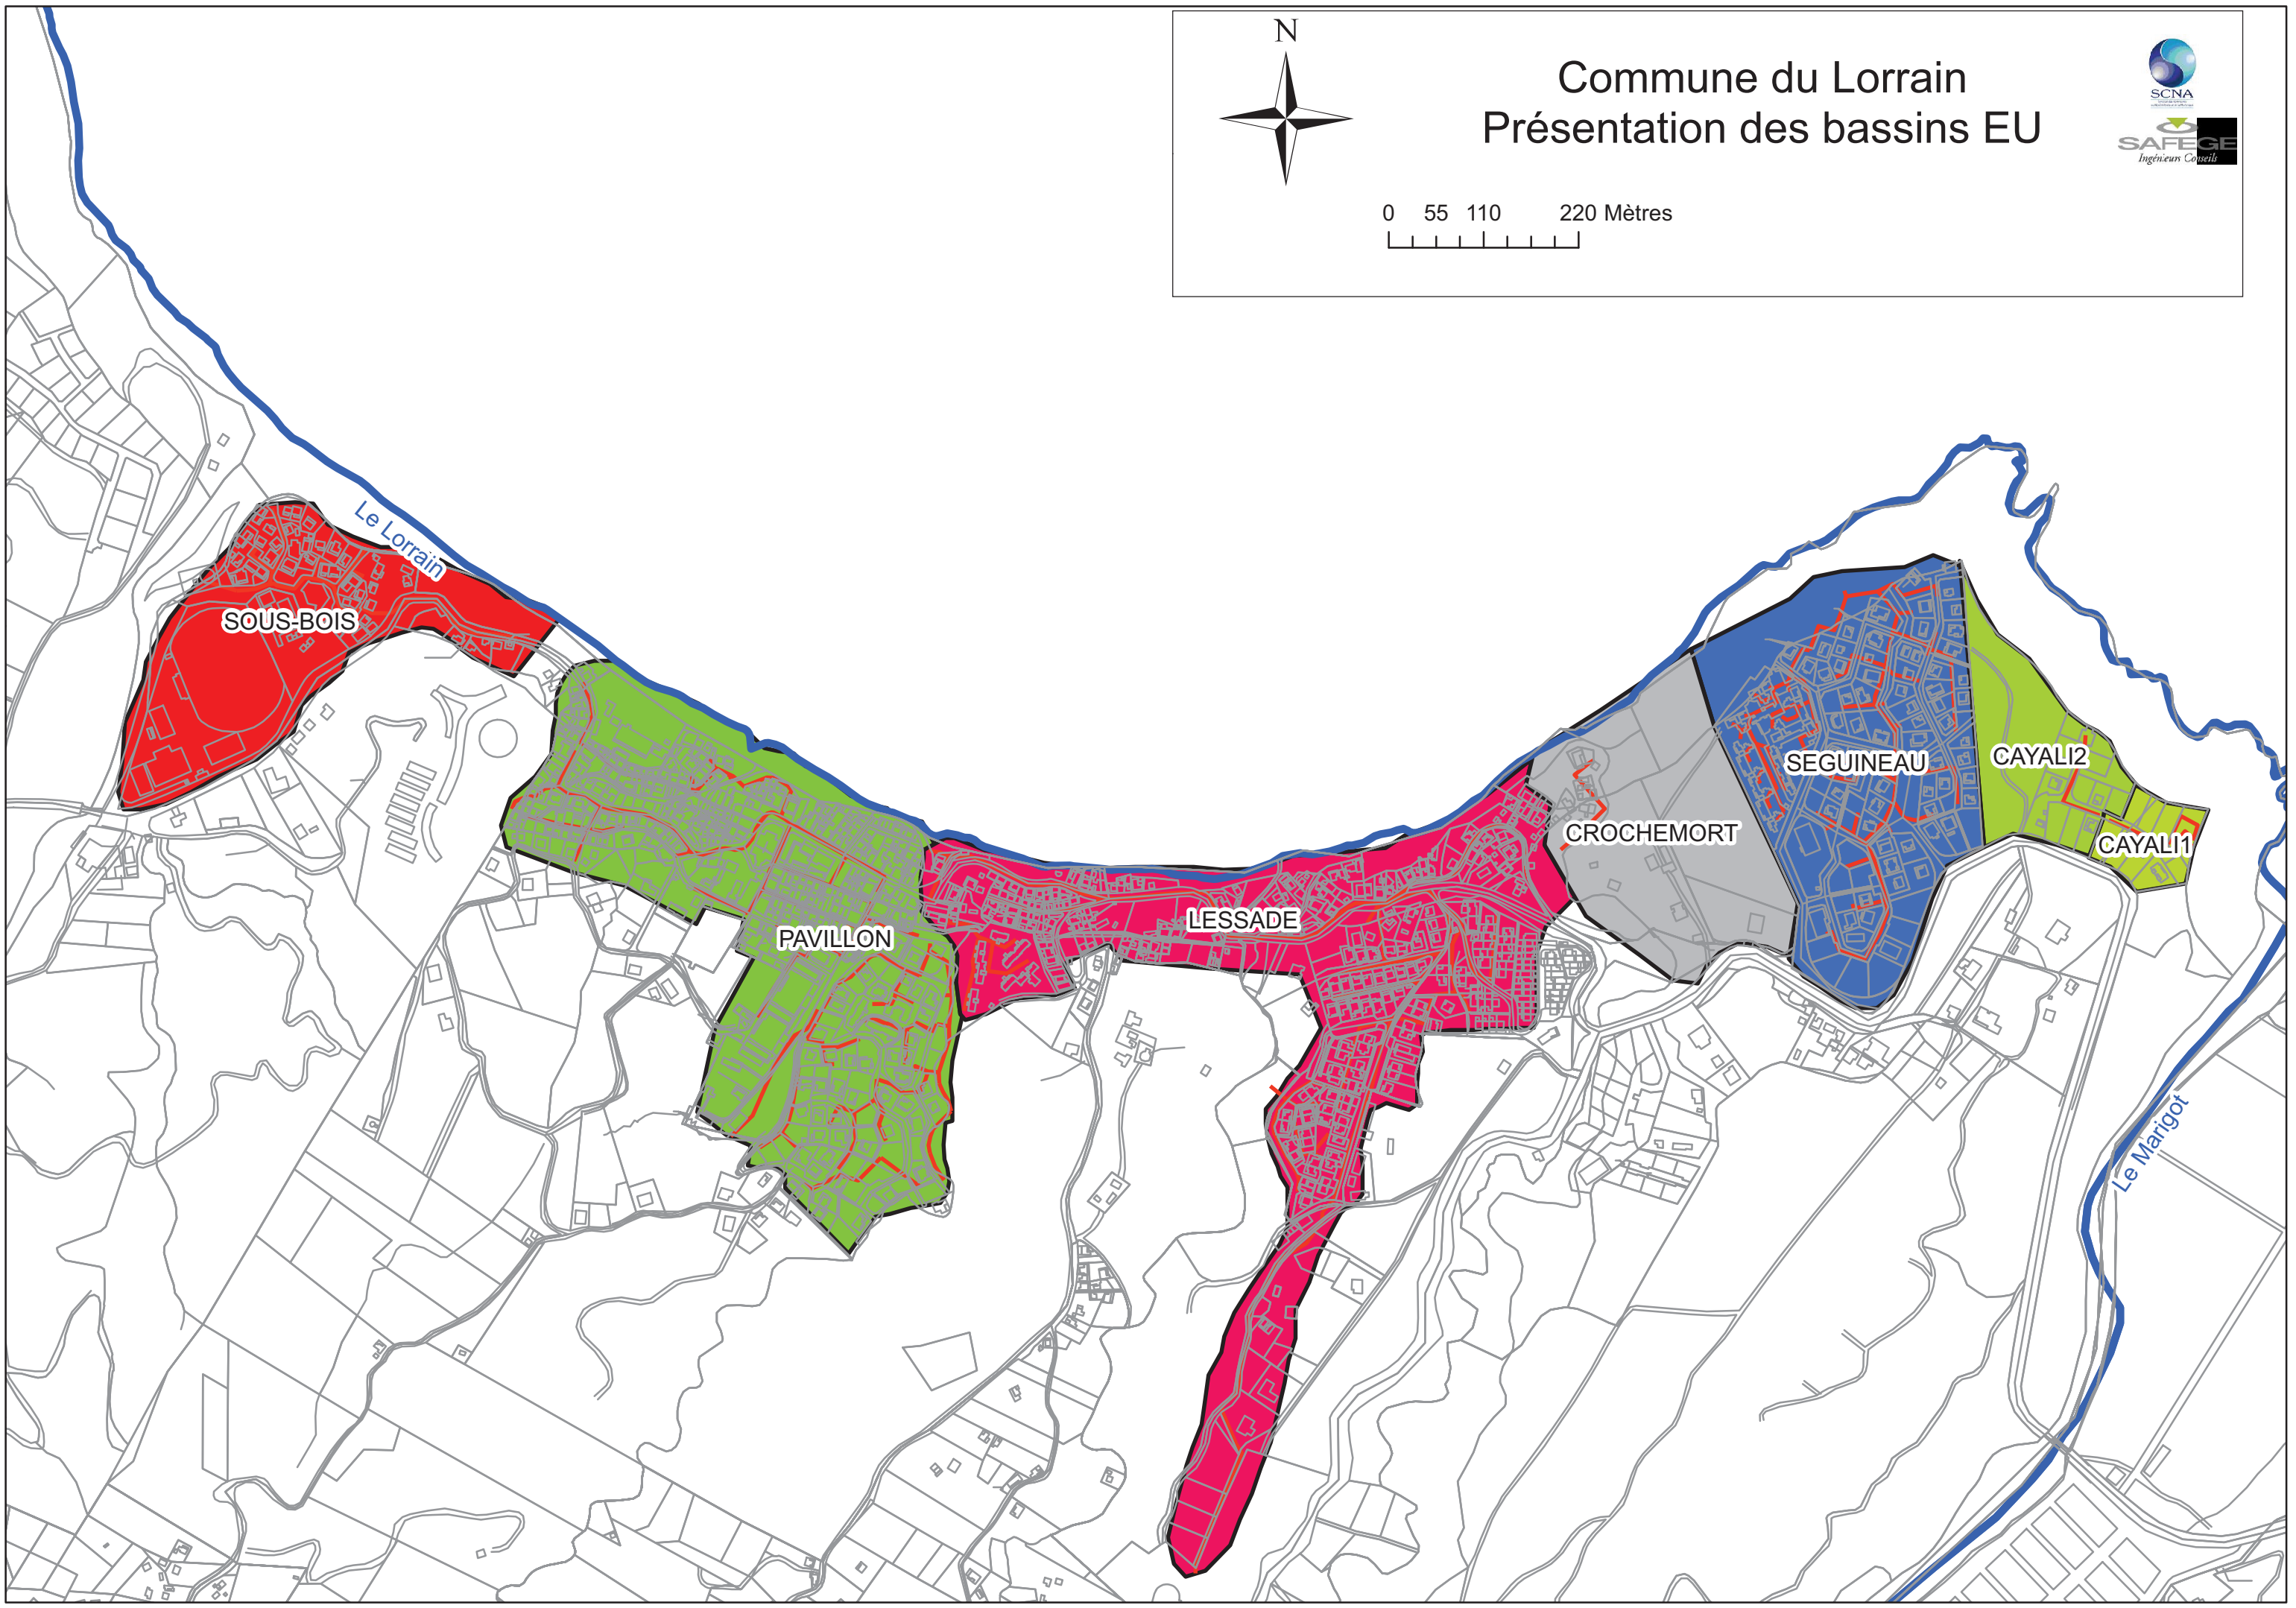 N
Commune du Lorrain
Présentation des bassins EU
SCNA
SAFEGE
Ingénieurs Conseils
0 55 110 220 Mètres
Le Lorrain
SOUS-BOIS
PAVILLON
LESSADE
CROCHEMORT
SEGUINEAU
CAYALI2
CAYALI1
Le Marigot